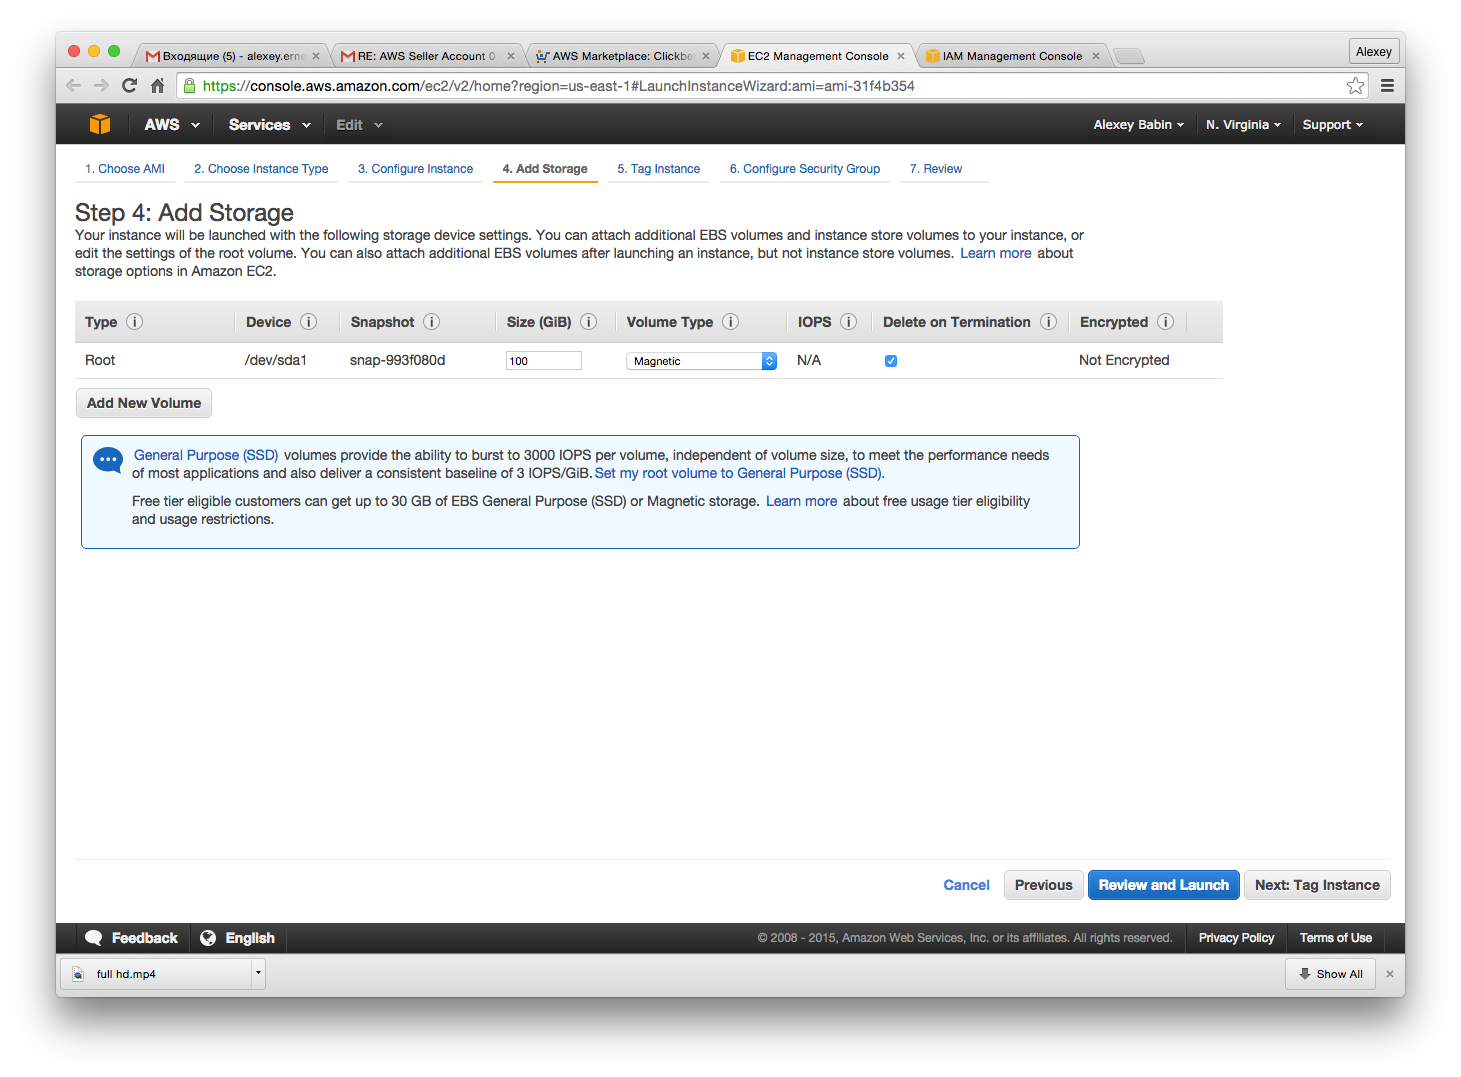 Входящие (5) - alexey.erne
RE: AWS Seller Account 0
AWS Marketplace: Clickbe
EC2 Management Console
IAM Management Console
Alexey
https://console.aws.amazon.com/ec2/v2/home?region=us-east-1#LaunchInstanceWizard:ami=ami-31f4b354
AWS Services Edit Alexey Babin N. Virginia Support
1. Choose AMI 2. Choose Instance Type 3. Configure Instance 4. Add Storage 5. Tag Instance 6. Configure Security Group 7. Review
Step 4: Add Storage
Your instance will be launched with the following storage device settings. You can attach additional EBS volumes and instance store volumes to your instance, or
edit the settings of the root volume. You can also attach additional EBS volumes after launching an instance, but not instance store volumes. Learn more about
storage options in Amazon EC2.
Type Device Snapshot Size (GiB) Volume Type IOPS Delete on Termination Encrypted
Root /dev/sda1 snap-993f080d 100 Magnetic N/A Not Encrypted
Add New Volume
General Purpose (SSD) volumes provide the ability to burst to 3000 IOPS per volume, independent of volume size, to meet the performance needs
of most applications and also deliver a consistent baseline of 3 IOPS/GiB. Set my root volume to General Purpose (SSD).
Free tier eligible customers can get up to 30 GB of EBS General Purpose (SSD) or Magnetic storage. Learn more about free usage tier eligibility
and usage restrictions.
Cancel Previous Review and Launch Next: Tag Instance
Feedback English © 2008 - 2015, Amazon Web Services, Inc. or its affiliates. All rights reserved. Privacy Policy Terms of Use
full hd.mp4 Show All